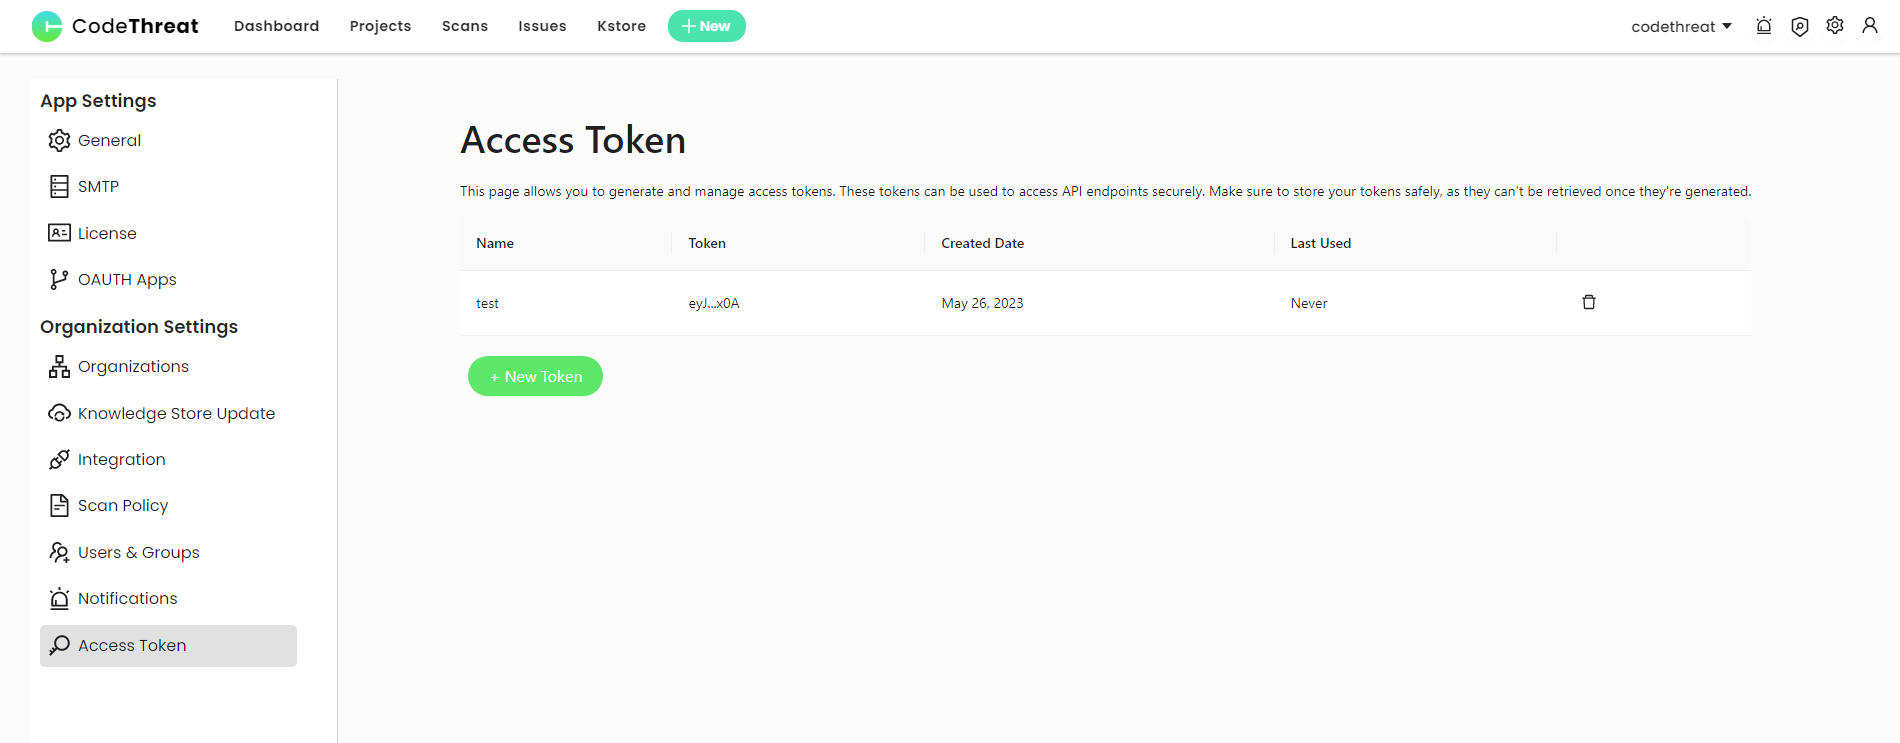 CodeThreat Dashboard Projects Scans Issues Kstore + New codethreat
App Settings
General
SMTP
License
OAUTH Apps
Organization Settings
Organizations
Knowledge Store Update
Integration
Scan Policy
Users & Groups
Notifications
Access Token
Access Token
This page allows you to generate and manage access tokens. These tokens can be used to access API endpoints securely. Make sure to store your tokens safely, as they can't be retrieved once they're generated.
Name Token Created Date Last Used
test eyJ...x0A May 26, 2023 Never
+ New Token